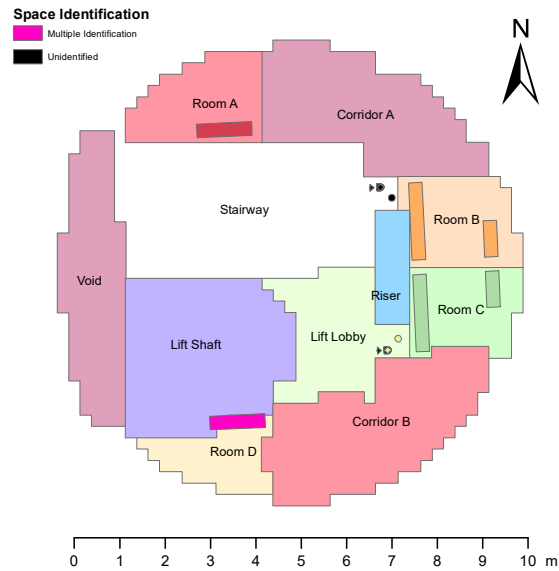 Space Identification
Multiple Identification
Unidentified
N
Room A
Corridor A
Stairway
Room B
Void
Riser
Room C
Lift Shaft
Lift Lobby
Corridor B
Room D
0 1 2 3 4 5 6 7 8 9 10 m